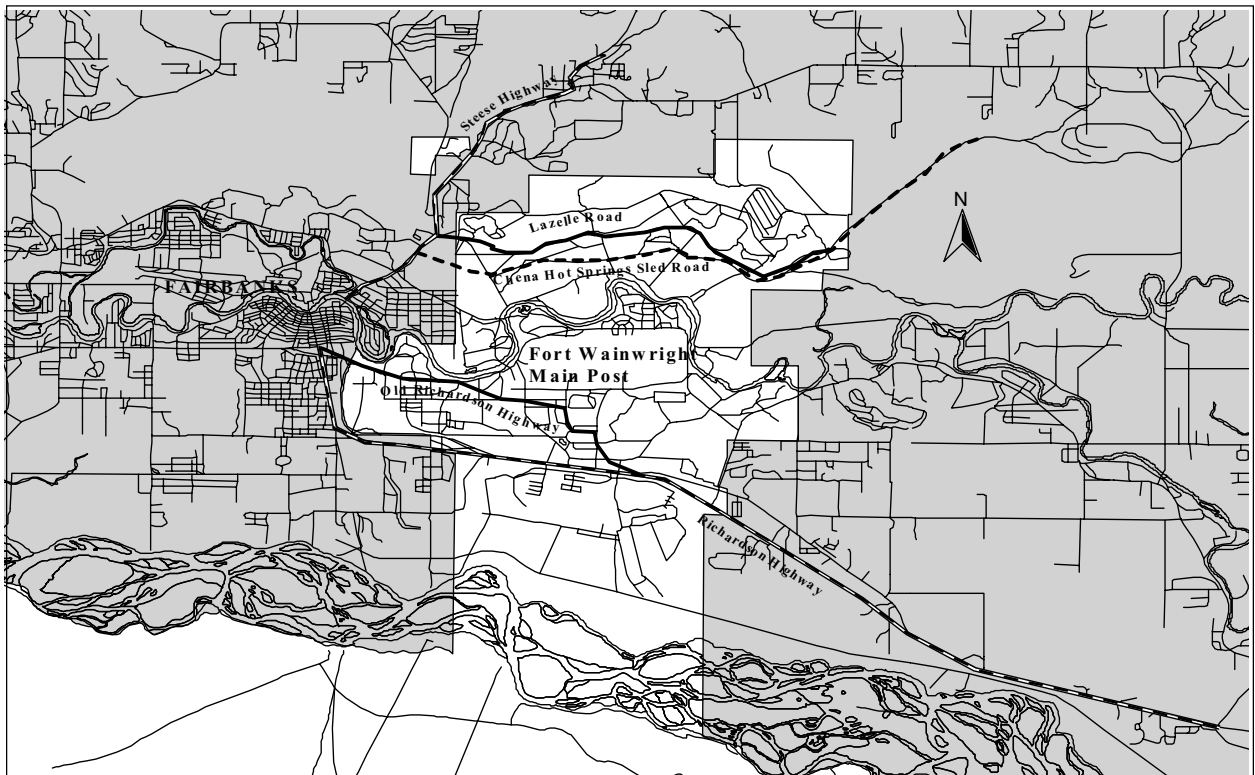 Steese Highway
N
Lazelle Road
Chena Hot Springs Sled Road
FAIRBANKS
Fort Wainwright
Main Post
Old Richardson Highway
Richardson Highway